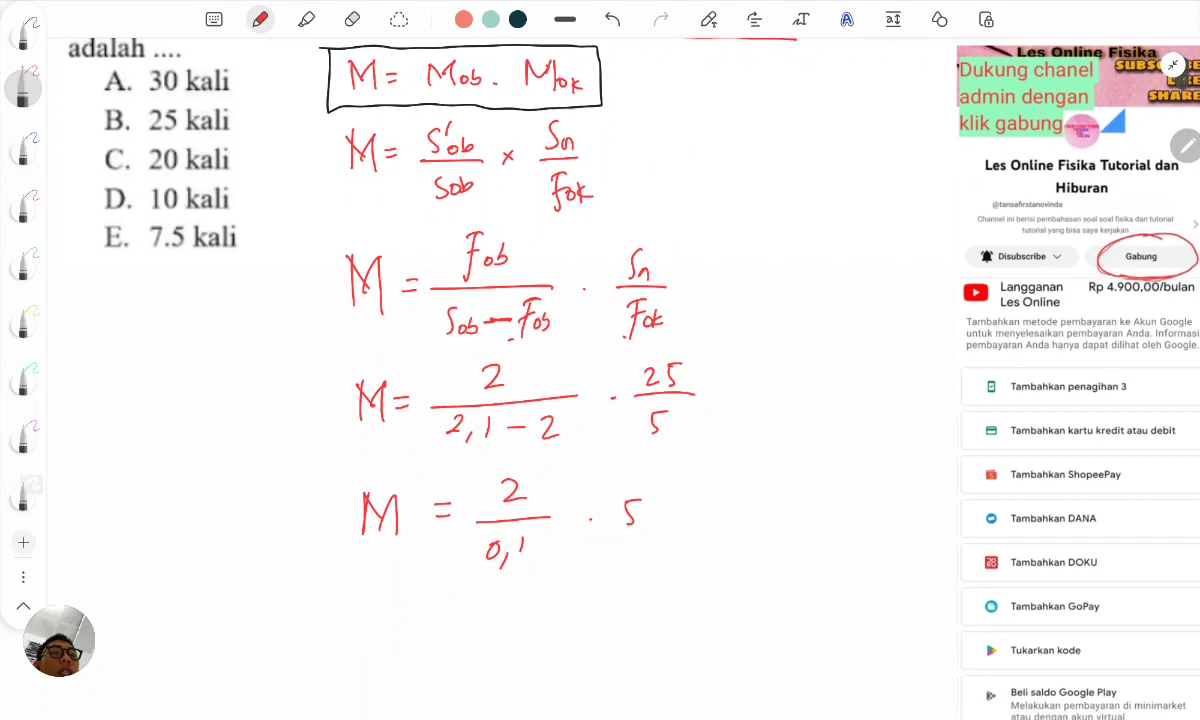 adalah ....
A. 30 kali
B. 25 kali
C. 20 kali
D. 10 kali
E. 7.5 kali
M = Mob . Mok
M = S'ob / Sob × Sn / Fok
M = Fob / Sob - Fob . Sn / Fok
M = 2 / 2,1 - 2 . 25 / 5
M = 2 / 0,1 . 5
Les Online Fisika
SUBSC
LIKE
SHARE
Dukung chanel
admin dengan
klik gabung
Les Online Fisika Tutorial dan
Hiburan
@tansafirstanovinda
Channel ini berisi pembahasan soal soal fisika dan tutorial
tutorial yang bisa saya kerjakan
Disubscribe
Gabung
Langganan
Les Online
Rp 4.900,00/bulan
Tambahkan metode pembayaran ke Akun Google
untuk menyelesaikan pembayaran Anda. Informasi
pembayaran Anda hanya dapat dilihat oleh Google.
Tambahkan penagihan 3
Tambahkan kartu kredit atau debit
Tambahkan ShopeePay
Tambahkan DANA
Tambahkan DOKU
Tambahkan GoPay
Tukarkan kode
Beli saldo Google Play
Melakukan pembayaran di minimarket
atau dengan akun virtual